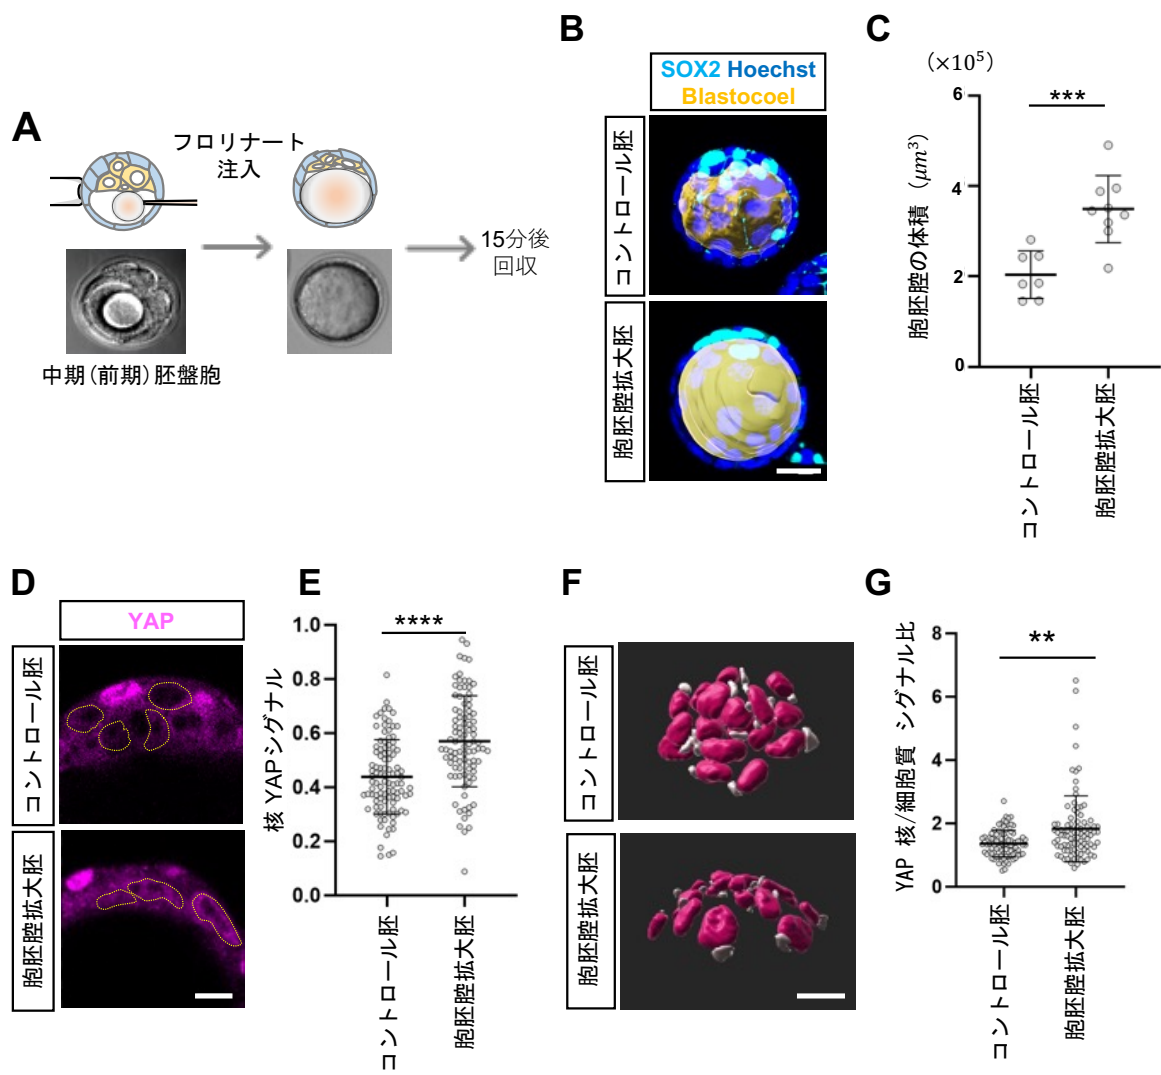 A
フロリナート
注入
15分後
回収
中期(前期)胚盤胞
B
SOX2 Hoechst
Blastocoel
コントロール胚
胞胚腔拡大胚
C
(×10⁵)
胞胚腔の体積 (μm³)
6
4
2
0
***
コントロール胚
胞胚腔拡大胚
D
YAP
コントロール胚
胞胚腔拡大胚
E
核 YAPシグナル
1.0
0.8
0.6
0.4
0.2
0.0
****
コントロール胚
胞胚腔拡大胚
F
コントロール胚
胞胚腔拡大胚
G
YAP 核/細胞質 シグナル比
8
6
4
2
0
**
コントロール胚
胞胚腔拡大胚